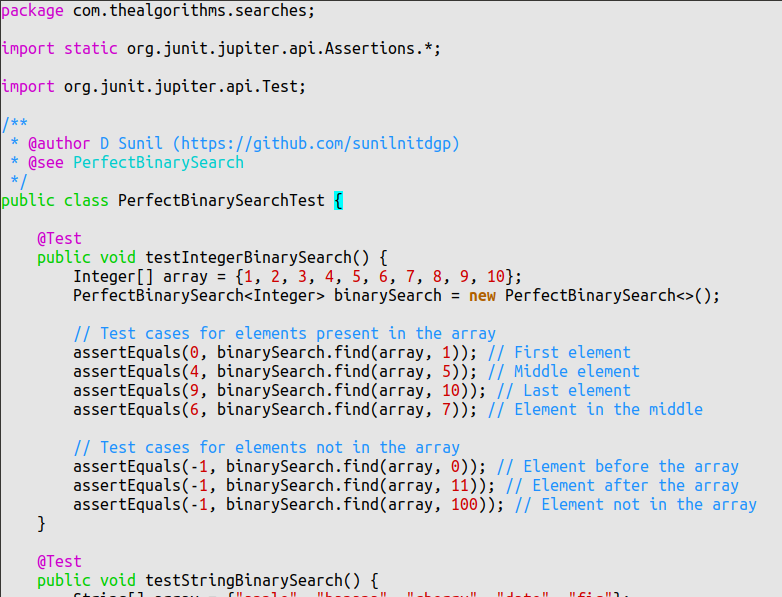 package com.thealgorithms.searches;
import static org.junit.jupiter.api.Assertions.*;
import org.junit.jupiter.api.Test;
/**
 * @author D Sunil (https://github.com/sunilnitdgp)
 * @see PerfectBinarySearch
 */
public class PerfectBinarySearchTest {
    @Test
    public void testIntegerBinarySearch() {
        Integer[] array = {1, 2, 3, 4, 5, 6, 7, 8, 9, 10};
        PerfectBinarySearch<Integer> binarySearch = new PerfectBinarySearch<>();
        // Test cases for elements present in the array
        assertEquals(0, binarySearch.find(array, 1)); // First element
        assertEquals(4, binarySearch.find(array, 5)); // Middle element
        assertEquals(9, binarySearch.find(array, 10)); // Last element
        assertEquals(6, binarySearch.find(array, 7)); // Element in the middle
        // Test cases for elements not in the array
        assertEquals(-1, binarySearch.find(array, 0)); // Element before the array
        assertEquals(-1, binarySearch.find(array, 11)); // Element after the array
        assertEquals(-1, binarySearch.find(array, 100)); // Element not in the array
    }
    @Test
    public void testStringBinarySearch() {
        String[] array = {"apple", "banana", "cherry", "date", "fig"};